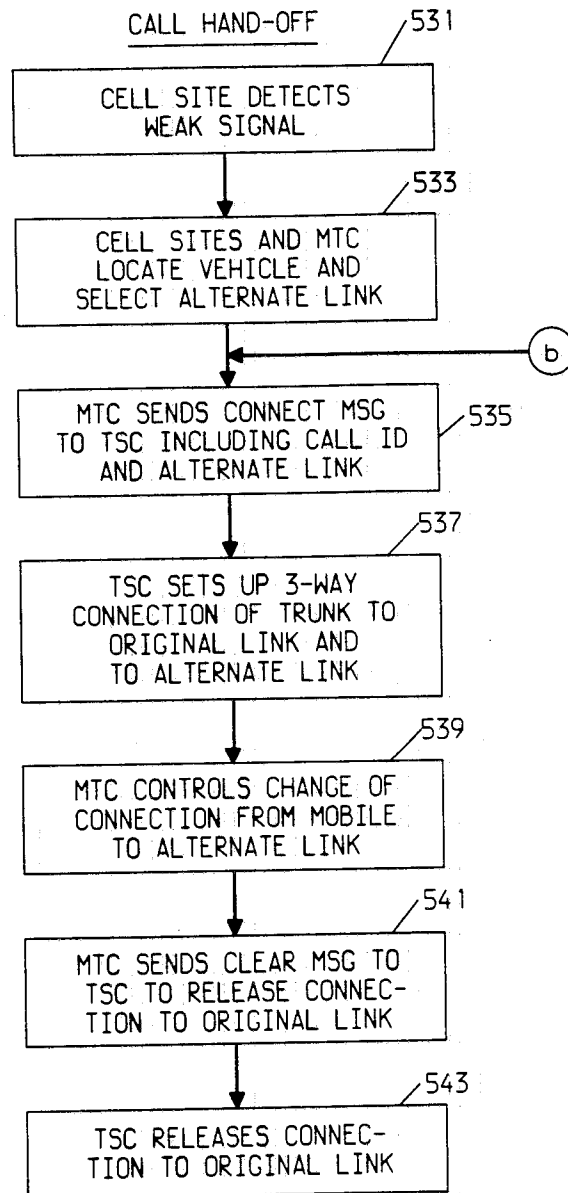 CALL HAND-OFF
531
CELL SITE DETECTS
WEAK SIGNAL
533
CELL SITES AND MTC
LOCATE VEHICLE AND
SELECT ALTERNATE LINK
b
MTC SENDS CONNECT MSG
TO TSC INCLUDING CALL ID
AND ALTERNATE LINK
535
537
TSC SETS UP 3-WAY
CONNECTION OF TRUNK TO
ORIGINAL LINK AND
TO ALTERNATE LINK
539
MTC CONTROLS CHANGE OF
CONNECTION FROM MOBILE
TO ALTERNATE LINK
541
MTC SENDS CLEAR MSG TO
TSC TO RELEASE CONNEC-
TION TO ORIGINAL LINK
543
TSC RELEASES CONNEC-
TION TO ORIGINAL LINK